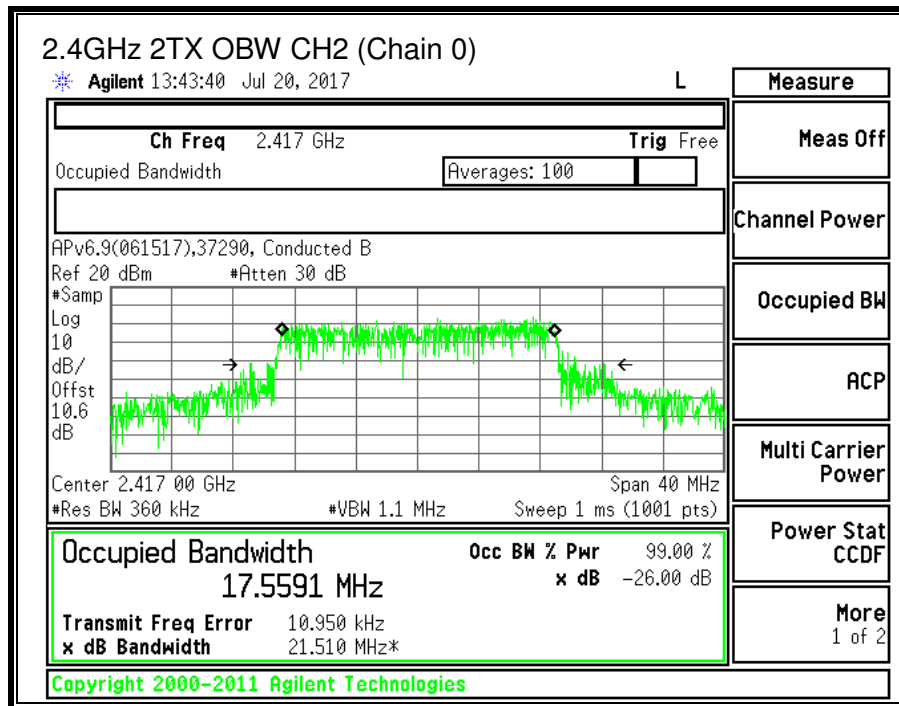 2.4GHz 2TX OBW CH2 (Chain 0)
Agilent 13:43:40 Jul 20, 2017 L
Measure
Ch Freq 2.417 GHz Trig Free
Meas Off
Occupied Bandwidth Averages: 100
Channel Power
APv6.9(061517),37290, Conducted B
Ref 20 dBm #Atten 30 dB
#Samp
Log
10
dB/
Offst
10.6
dB
Occupied BW
ACP
Multi Carrier
Power
Center 2.417 00 GHz Span 40 MHz
#Res BW 360 kHz #VBW 1.1 MHz Sweep 1 ms (1001 pts)
Occupied Bandwidth Occ BW % Pwr 99.00 %
17.5591 MHz x dB -26.00 dB
Power Stat
CCDF
Transmit Freq Error 10.950 kHz
x dB Bandwidth 21.510 MHz*
More
1 of 2
Copyright 2000-2011 Agilent Technologies